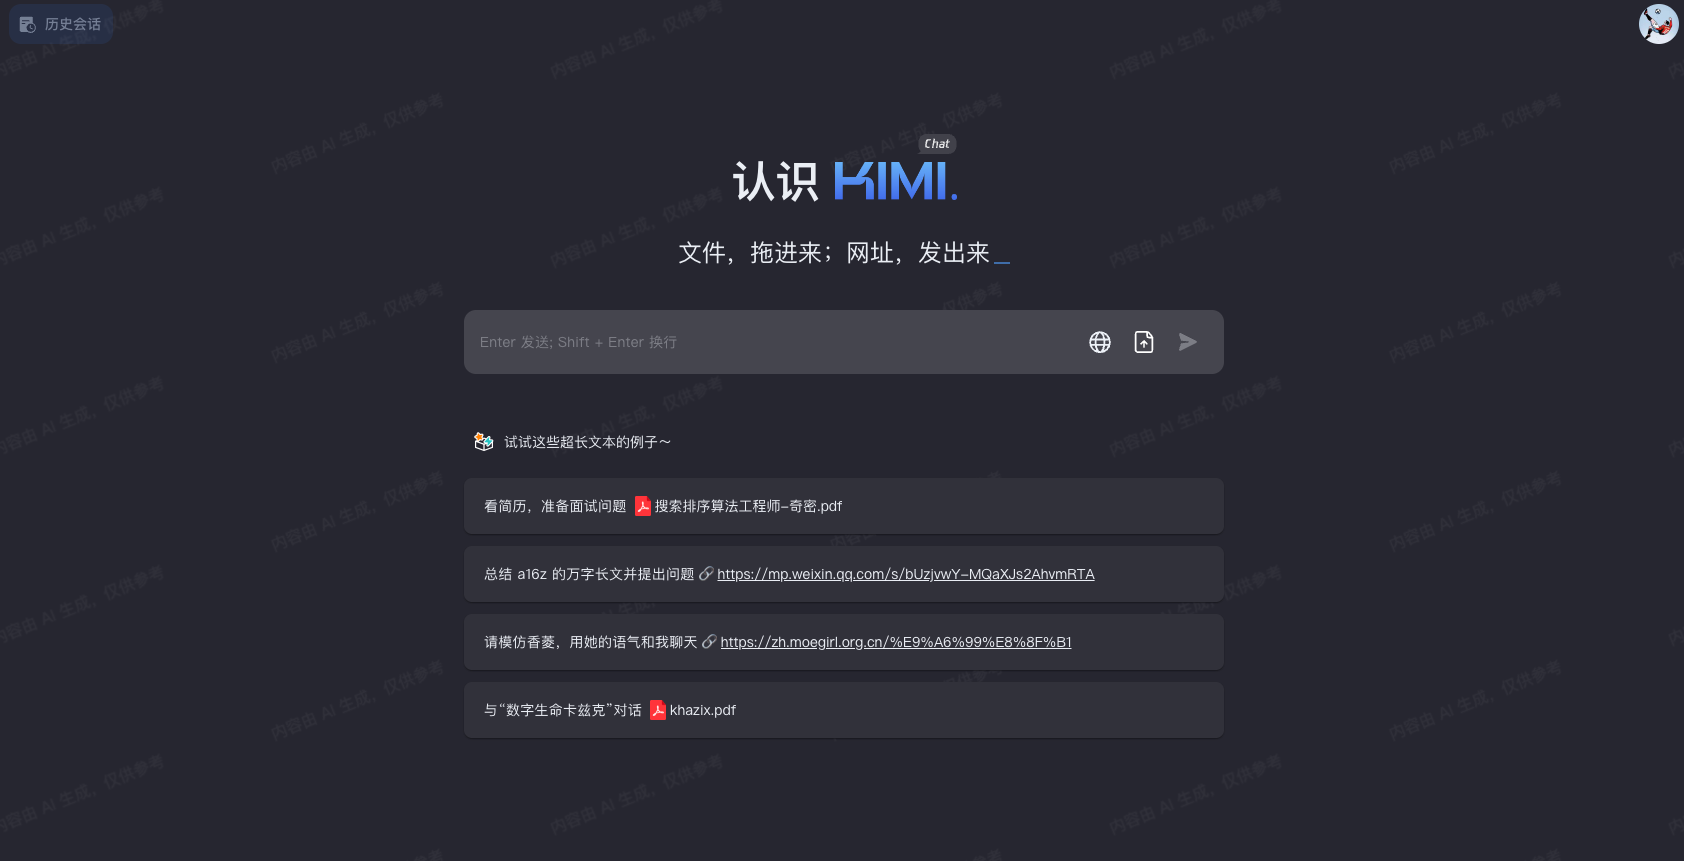 历史会话
Chat
认识 KIMI.
文件，拖进来；网址，发出来_
Enter 发送; Shift + Enter 换行
试试这些超长文本的例子～
看简历，准备面试问题 搜索排序算法工程师-奇密.pdf
总结 a16z 的万字长文并提出问题 https://mp.weixin.qq.com/s/bUzjvwY-MQaXJs2AhvmRTA
请模仿香菱，用她的语气和我聊天 https://zh.moegirl.org.cn/%E9%A6%99%E8%8F%B1
与“数字生命卡兹克”对话 khazix.pdf
内容由 AI 生成，仅供参考